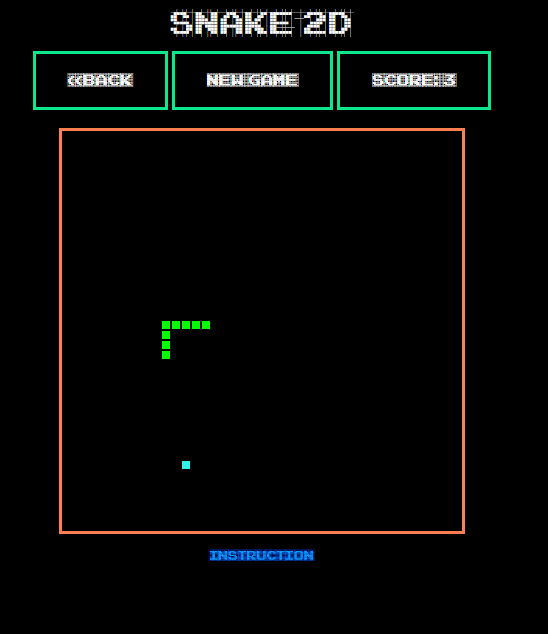 SNAKE 2D
<<BACK
NEW GAME
SCORE: 3
INSTRUCTION